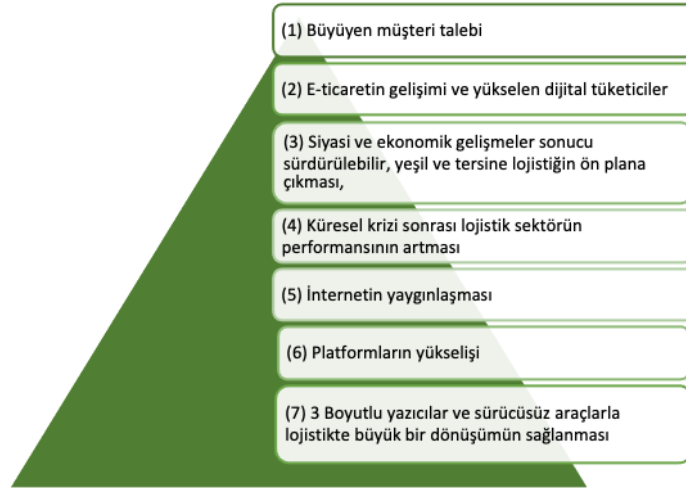 (1) Büyüyen müşteri talebi
(2) E-ticaretin gelişimi ve yükselen dijital tüketiciler
(3) Siyasi ve ekonomik gelişmeler sonucu
sürdürülebilir, yeşil ve tersine lojistiğin ön plana
çıkması,
(4) Küresel krizi sonrası lojistik sektörün
performansının artması
(5) İnternetin yaygınlaşması
(6) Platformların yükselişi
(7) 3 Boyutlu yazıcılar ve sürücüsüz araçlarla
lojistikte büyük bir dönüşümün sağlanması